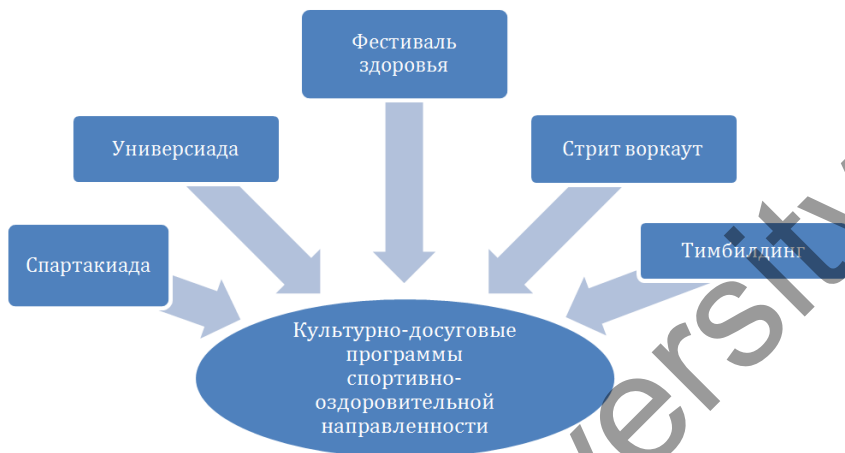 Фестиваль
здоровья
Универсиада
Стрит воркаут
Спартакиада
Тимбилдинг
Культурно-досуговые
программы
спортивно-
оздоровительной
направленности